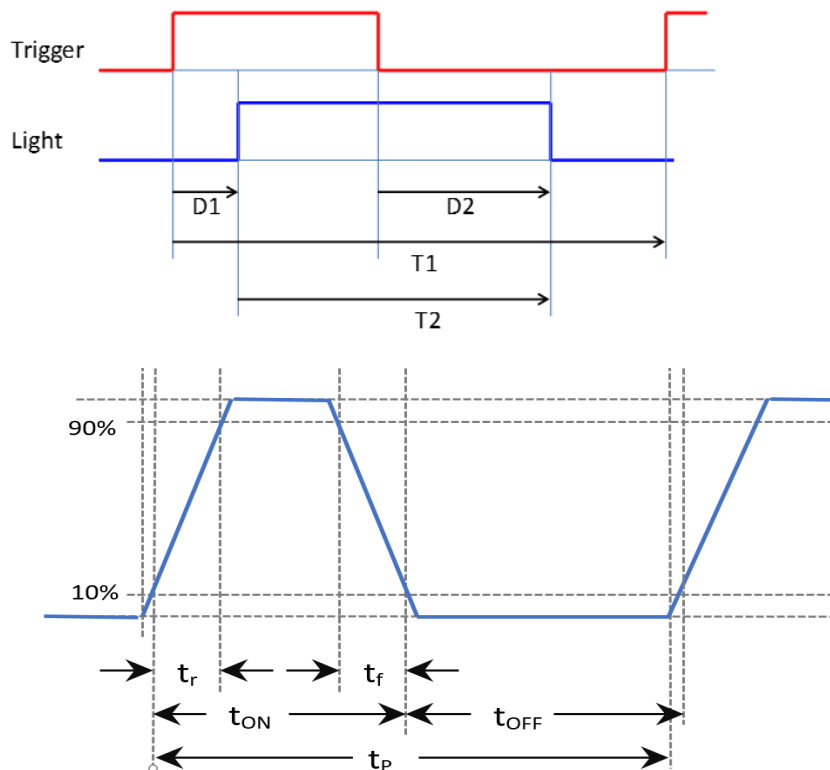 Trigger
Light
D1
D2
T1
T2
90%
10%
tr
tf
tON
tOFF
tP